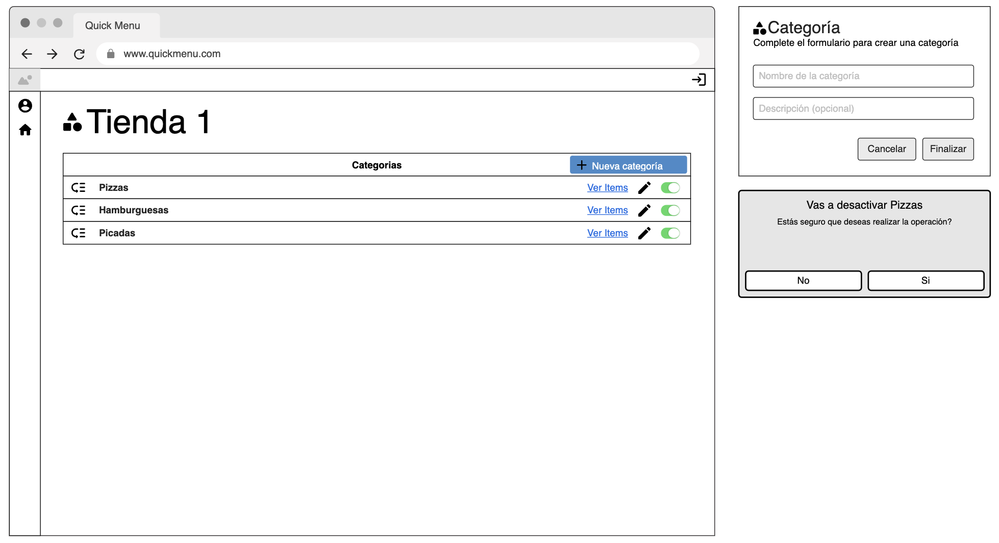 Quick Menu
www.quickmenu.com
Tienda 1
Categorias
Nueva categoría
Pizzas
Ver Items
Hamburguesas
Ver Items
Picadas
Ver Items
Categoría
Complete el formulario para crear una categoría
Nombre de la categoría
Descripción (opcional)
Cancelar
Finalizar
Vas a desactivar Pizzas
Estás seguro que deseas realizar la operación?
No
Si